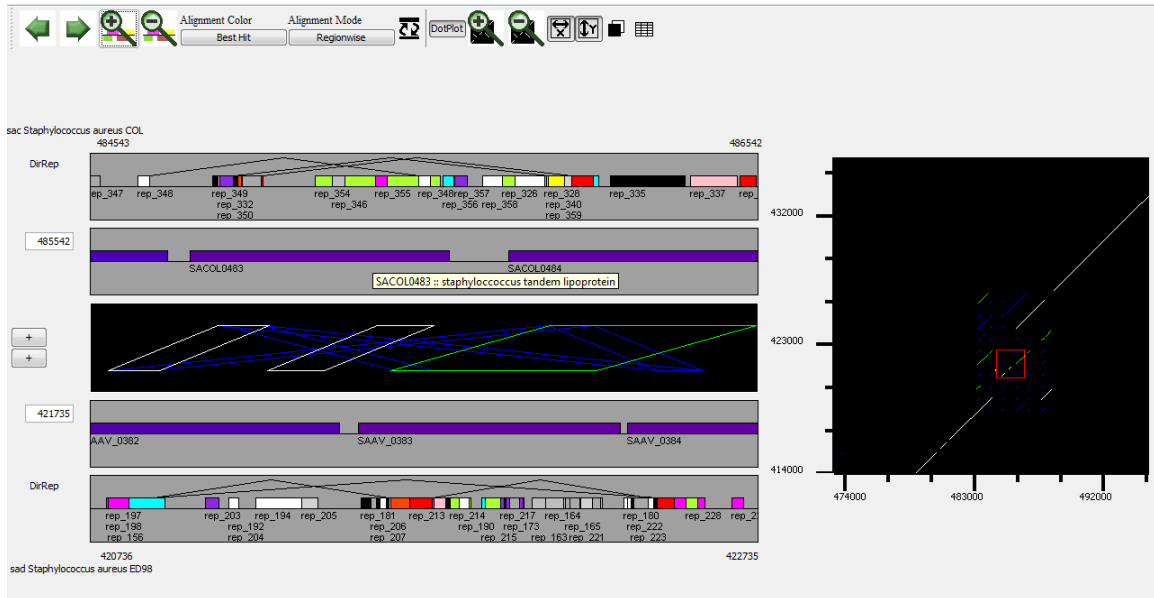 Alignment Color Alignment Mode
Best Hit Regionwise DotPlot X Y
sac Staphylococcus aureus COL
484543 486542
DirRep
ep_347 rep_348 rep_349 rep_354 rep_355 rep_348 rep_357 rep_326 rep_328 rep_335 rep_337 rep_
rep_332 rep_346 rep_356 rep_358 rep_340
rep_350 rep_359
485542
SACOL0483 SACOL0484
SACOL0483 :: staphyloccoccus tandem lipoprotein
+
+
421735
AAV_0382 SAAV_0383 SAAV_0384
DirRep
rep_197 rep_203 rep_194 rep_205 rep_181 rep_213 rep_214 rep_217 rep_164 rep_180 rep_228 rep_2
rep_198 rep_192 rep_206 rep_190 rep_173 rep_165 rep_222
rep_156 rep_204 rep_207 rep_215 rep_163 rep_221 rep_223
420736 422735
sad Staphylococcus aureus ED98
432000
423000
414000
474000 483000 492000